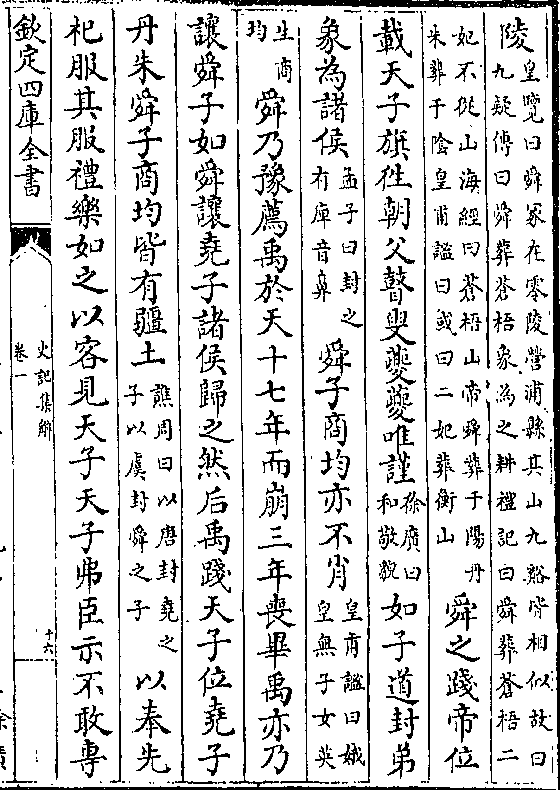 陵皇覽曰舜冢在零陵營浦縣其山九谿皆相似故曰
九疑傳曰舜葬蒼梧象為之耕禮記曰舜葬蒼梧二
妃不從山海經曰蒼梧山帝舜葬于陽丹
朱葬于陰皇甫謐曰或曰二妃葬衡山舜之踐帝位
載天子旗徃朝父瞽叟夔夔唯謹徐廣曰
和敬貌如子道封弟
象為諸侯孟子曰封之
有庳音鼻舜子商均亦不肖皇甫謐曰娥
皇無子女英
生商
均舜乃豫薦禹於天十七年而崩三年喪畢禹亦乃
讓舜子如舜讓堯子諸侯歸之然后禹踐天子位堯子
丹朱舜子商均皆有疆土譙周曰以唐封堯之
子以虞封舜之子以奉先
祀服其服禮樂如之以客見天子天子弗臣示不敢專
欽定四庫全書
史記集解
卷一
十六